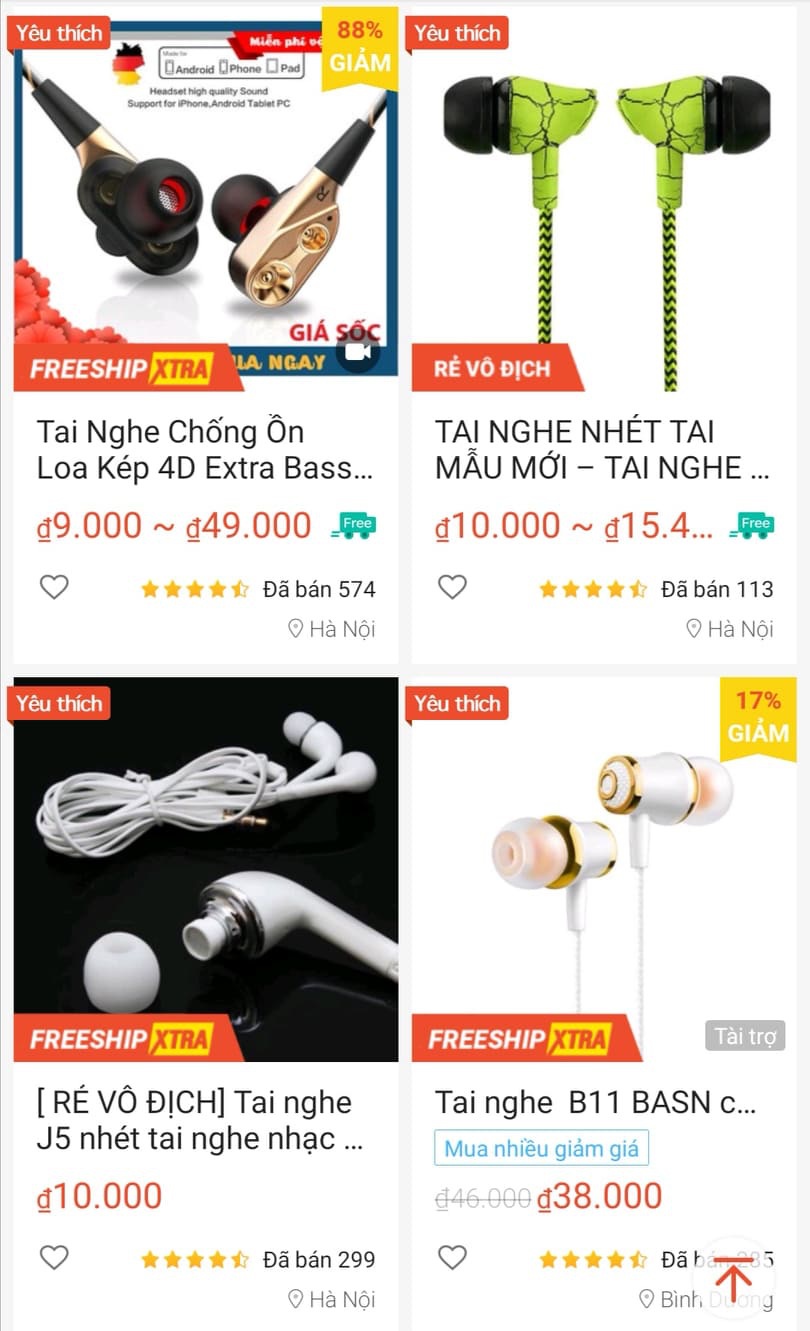 Yêu thích
88%
GIẢM
Miễn phí
Made for
Android iPhone iPad
Headset high quality Sound
Support for iPhone,Android Tablet PC
R
GIÁ SỐC
FREESHIP XTRA
NGAY
Tai Nghe Chống Ồn
Loa Kép 4D Extra Bass...
₫9.000 ~ ₫49.000
Free
Đã bán 574
Hà Nội
Yêu thích
RẺ VÔ ĐỊCH
TAI NGHE NHÉT TAI
MẪU MỚI – TAI NGHE ...
₫10.000 ~ ₫15.4...
Free
Đã bán 113
Hà Nội
Yêu thích
FREESHIP XTRA
[ RÉ VÔ ĐỊCH] Tai nghe
J5 nhét tai nghe nhạc ...
₫10.000
Đã bán 299
Hà Nội
Yêu thích
17%
GIẢM
FREESHIP XTRA
Tài trợ
Tai nghe B11 BASN c...
Mua nhiều giảm giá
₫46.000 ₫38.000
Đã bán 285
Bình Dương